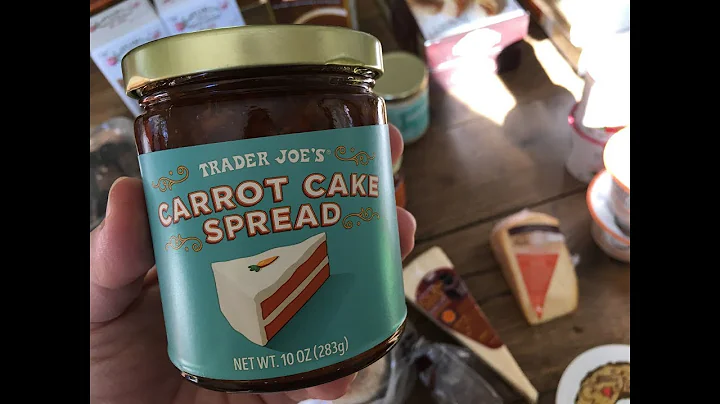 TRADER JOE'S
CARROT CAKE
SPREAD
NET WT. 10 OZ (283g)